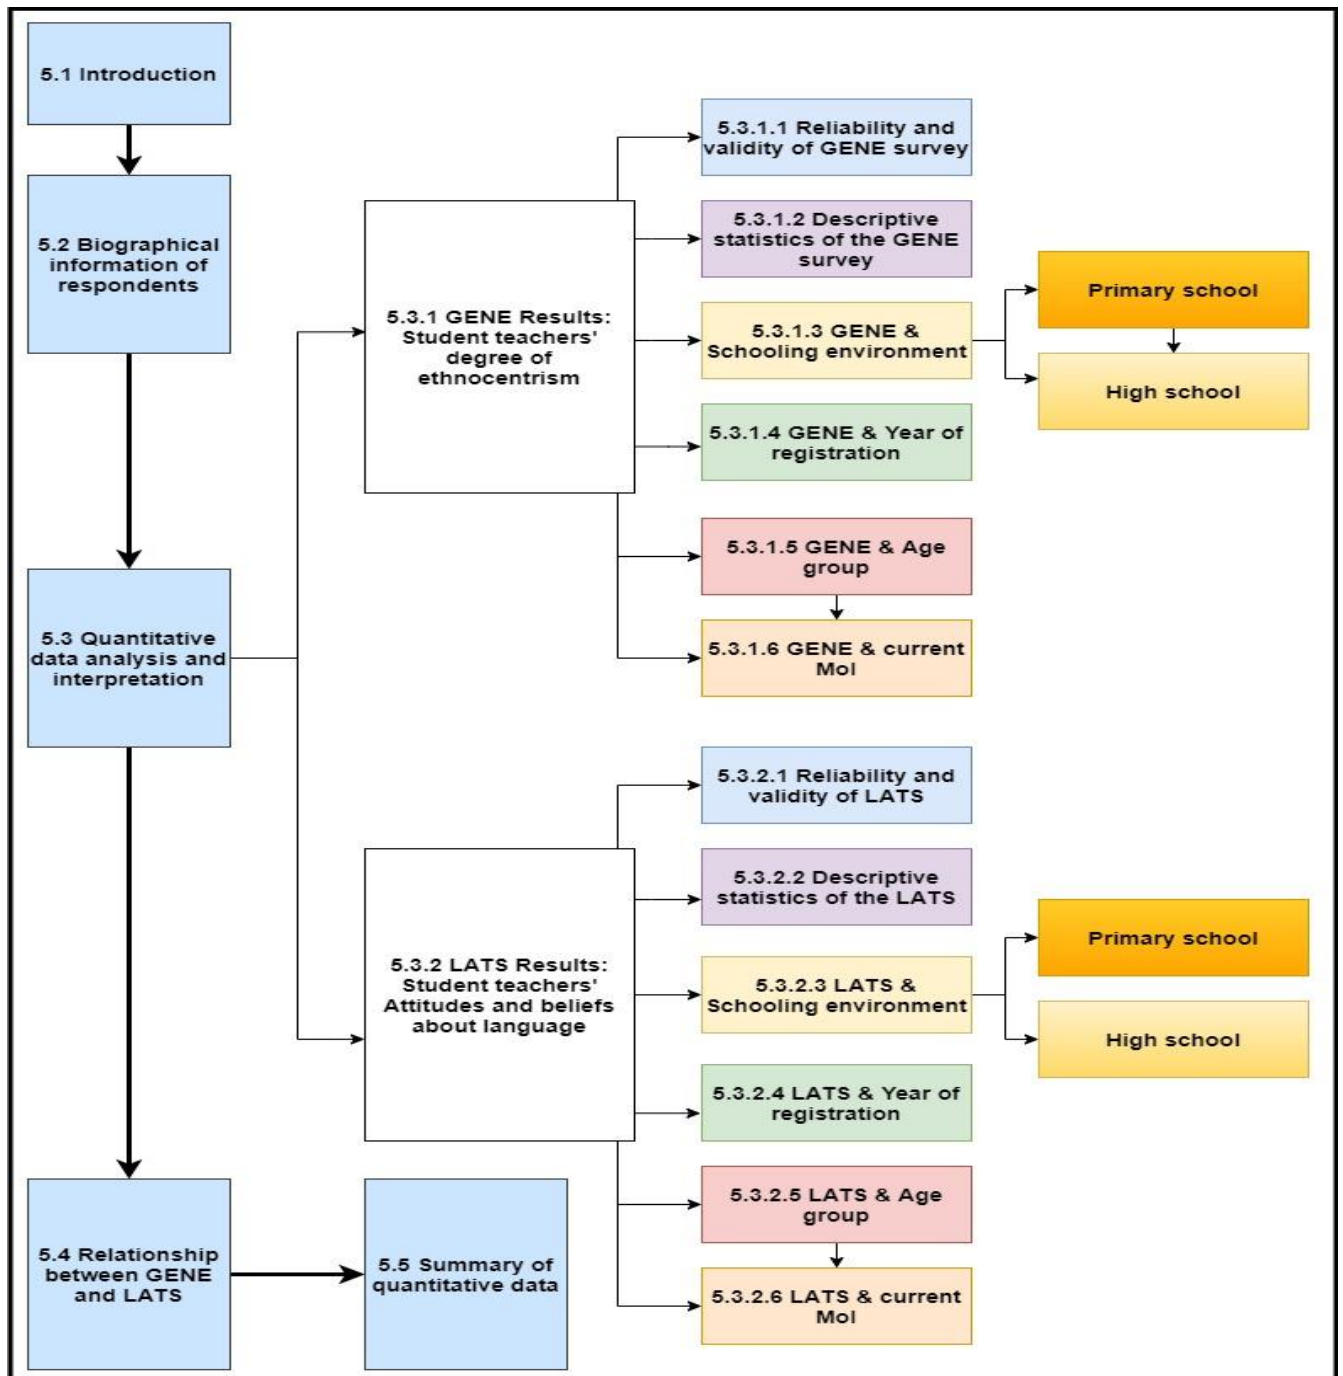 5.1 Introduction
5.2 Biographical
information of
respondents
5.3 Quantitative
data analysis and
interpretation
5.3.1 GENE Results:
Student teachers'
degree of
ethnocentrism
5.3.1.1 Reliability and
validity of GENE survey
5.3.1.2 Descriptive
statistics of the GENE
survey
5.3.1.3 GENE &
Schooling environment
Primary school
High school
5.3.1.4 GENE & Year of
registration
5.3.1.5 GENE & Age
group
5.3.1.6 GENE & current
MoI
5.3.2 LATS Results:
Student teachers'
Attitudes and beliefs
about language
5.3.2.1 Reliability and
validity of LATS
5.3.2.2 Descriptive
statistics of the LATS
5.3.2.3 LATS &
Schooling environment
Primary school
High school
5.3.2.4 LATS & Year of
registration
5.3.2.5 LATS & Age
group
5.3.2.6 LATS & current
MoI
5.4 Relationship
between GENE
and LATS
5.5 Summary of
quantitative data